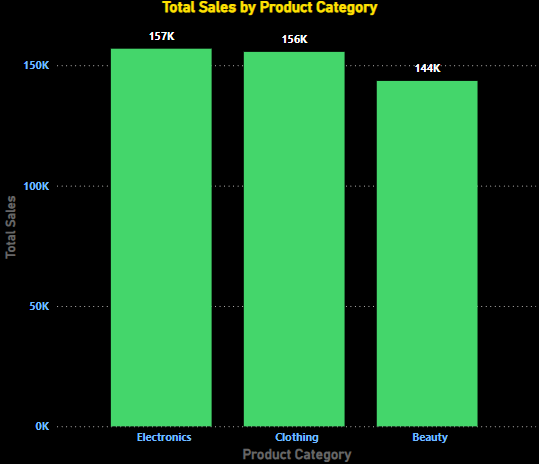 Total Sales by Product Category
157K
156K
144K
150K
100K
50K
0K
Total Sales
Electronics
Clothing
Beauty
Product Category